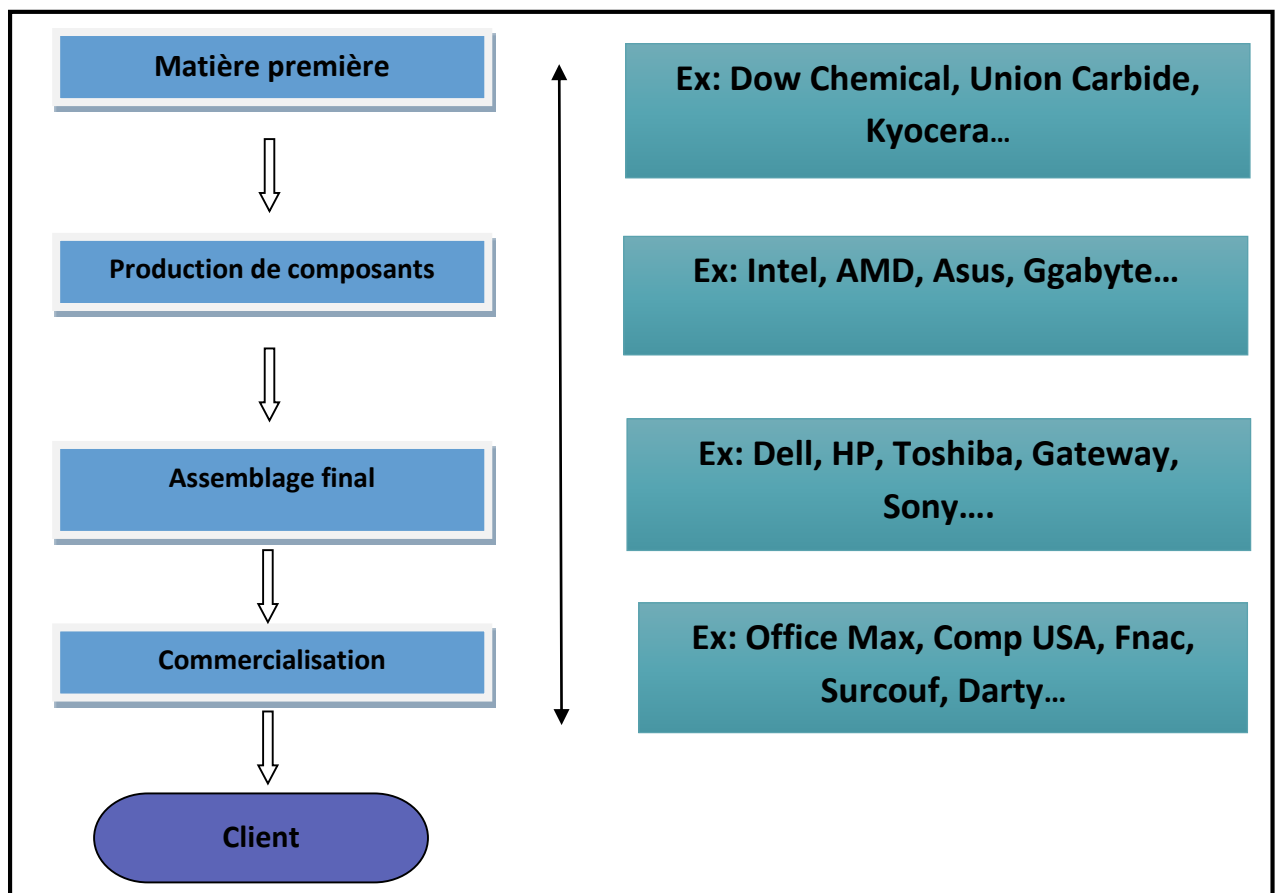 Matière première
Ex: Dow Chemical, Union Carbide,
Kyocera…
Production de composants
Ex: Intel, AMD, Asus, Ggabyte…
Assemblage final
Ex: Dell, HP, Toshiba, Gateway,
Sony….
Commercialisation
Ex: Office Max, Comp USA, Fnac,
Surcouf, Darty…
Client